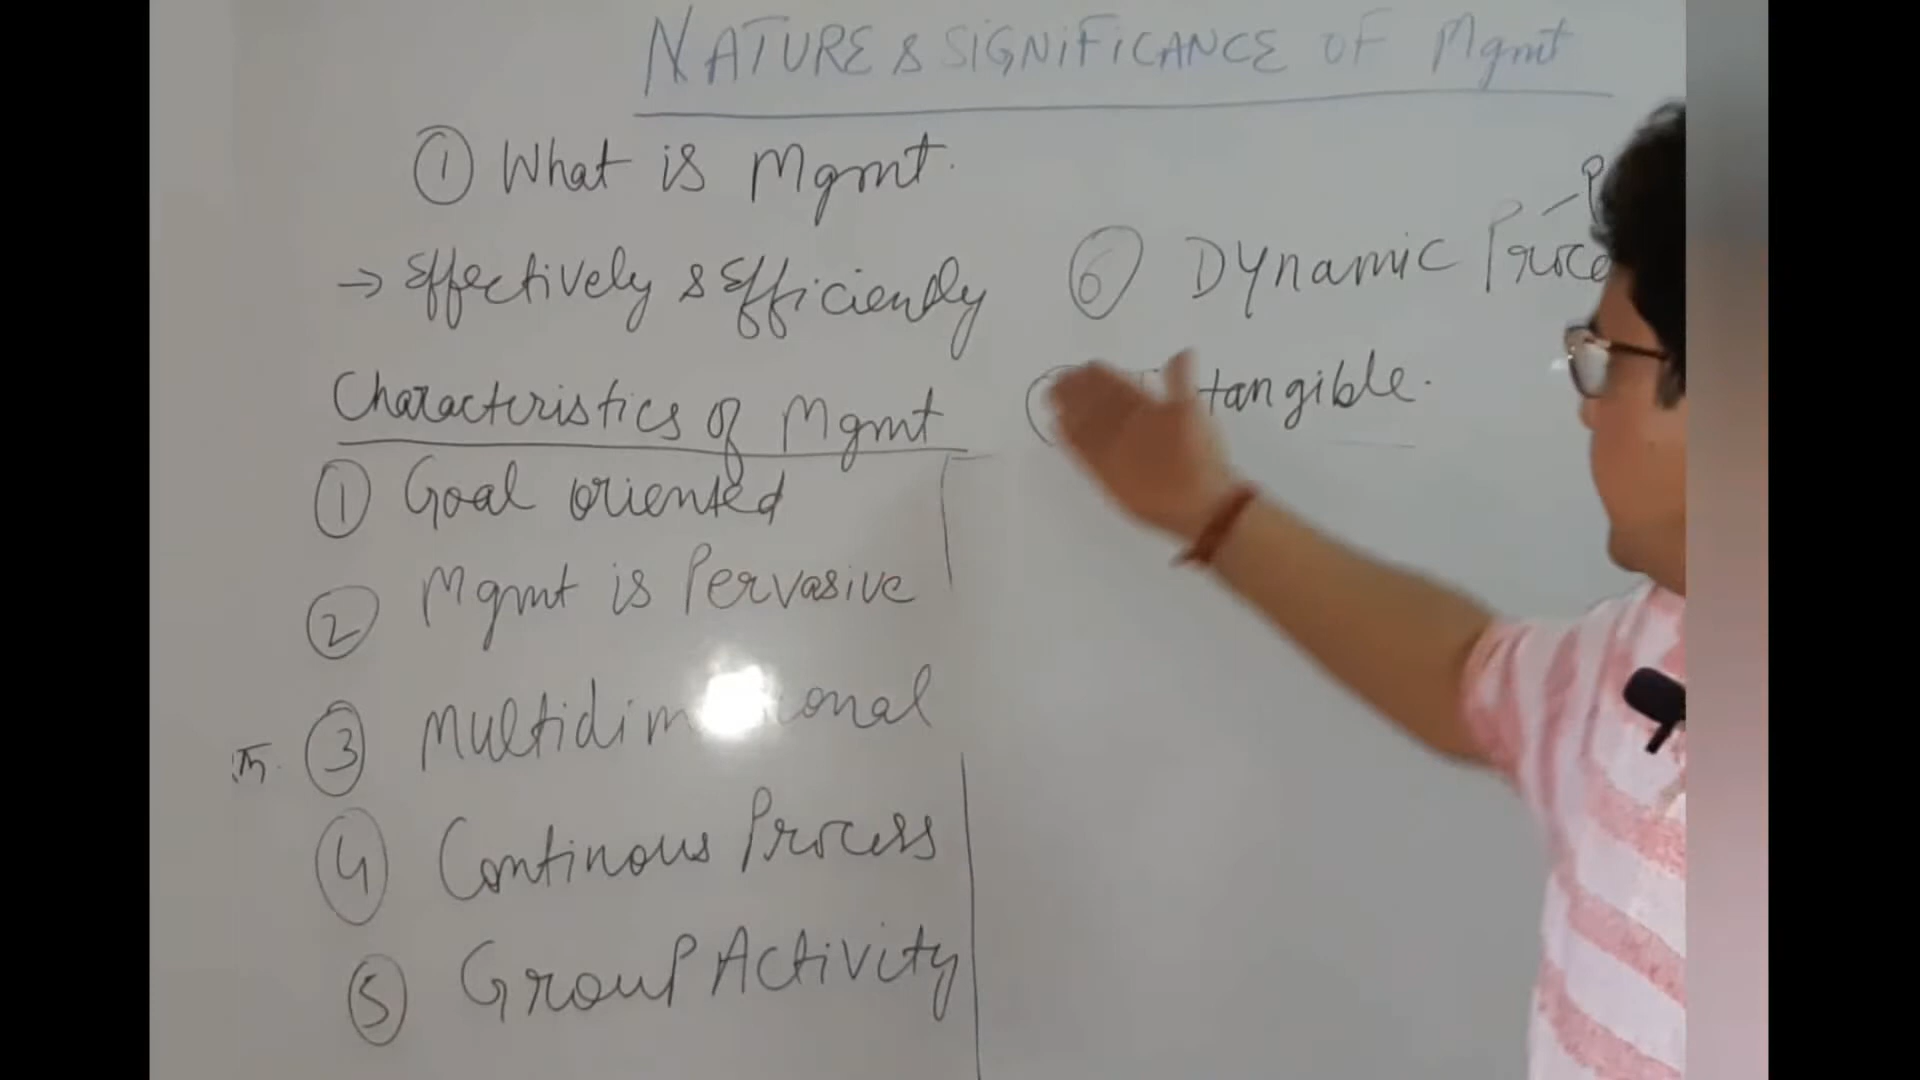 NATURE & SIGNIFICANCE OF Mgmt
① What is Mgmt.
→ Effectively & Efficiently
Characteristics of Mgmt
① Goal oriented
② Mgmt is Pervasive
③ Multidim onal
④ Continous Process
⑤ Group Activity
⑥ Dynamic Proce
tangible.